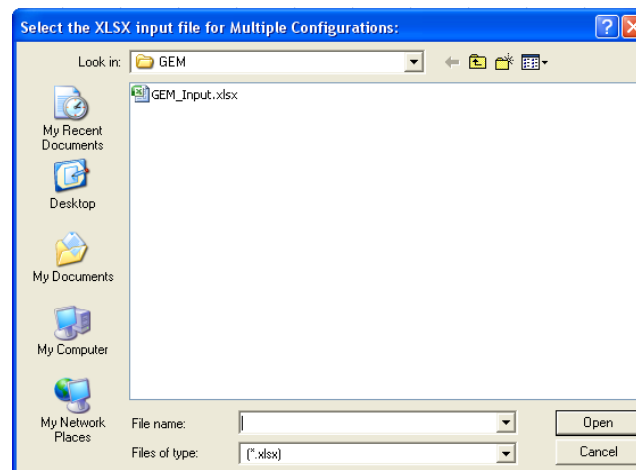 Select the XLSX input file for Multiple Configurations:
Look in:
GEM
GEM_Input.xlsx
My Recent
Documents
Desktop
My Documents
My Computer
My Network
Places
File name:
Open
Files of type:
(*.xlsx)
Cancel